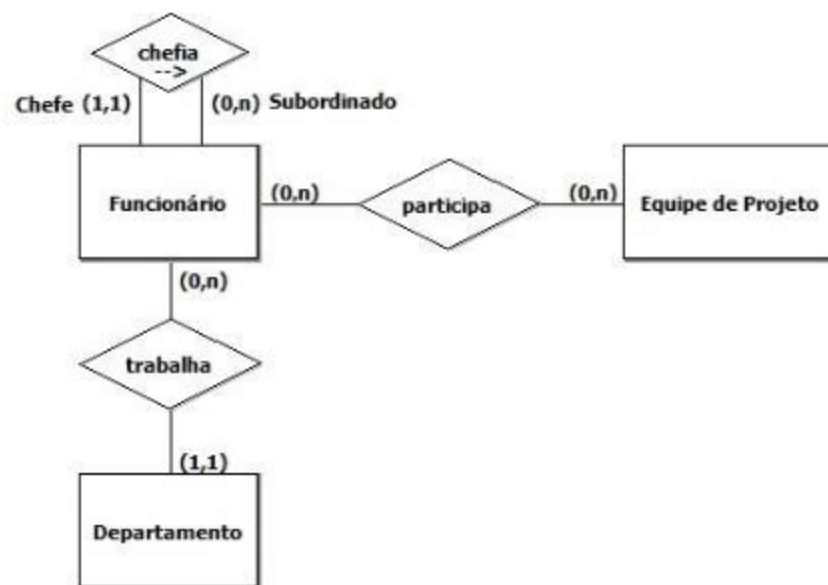 chefia
-->
Chefe (1,1) (0,n) Subordinado
Funcionário (0,n) participa (0,n) Equipe de Projeto
(0,n)
trabalha
(1,1)
Departamento